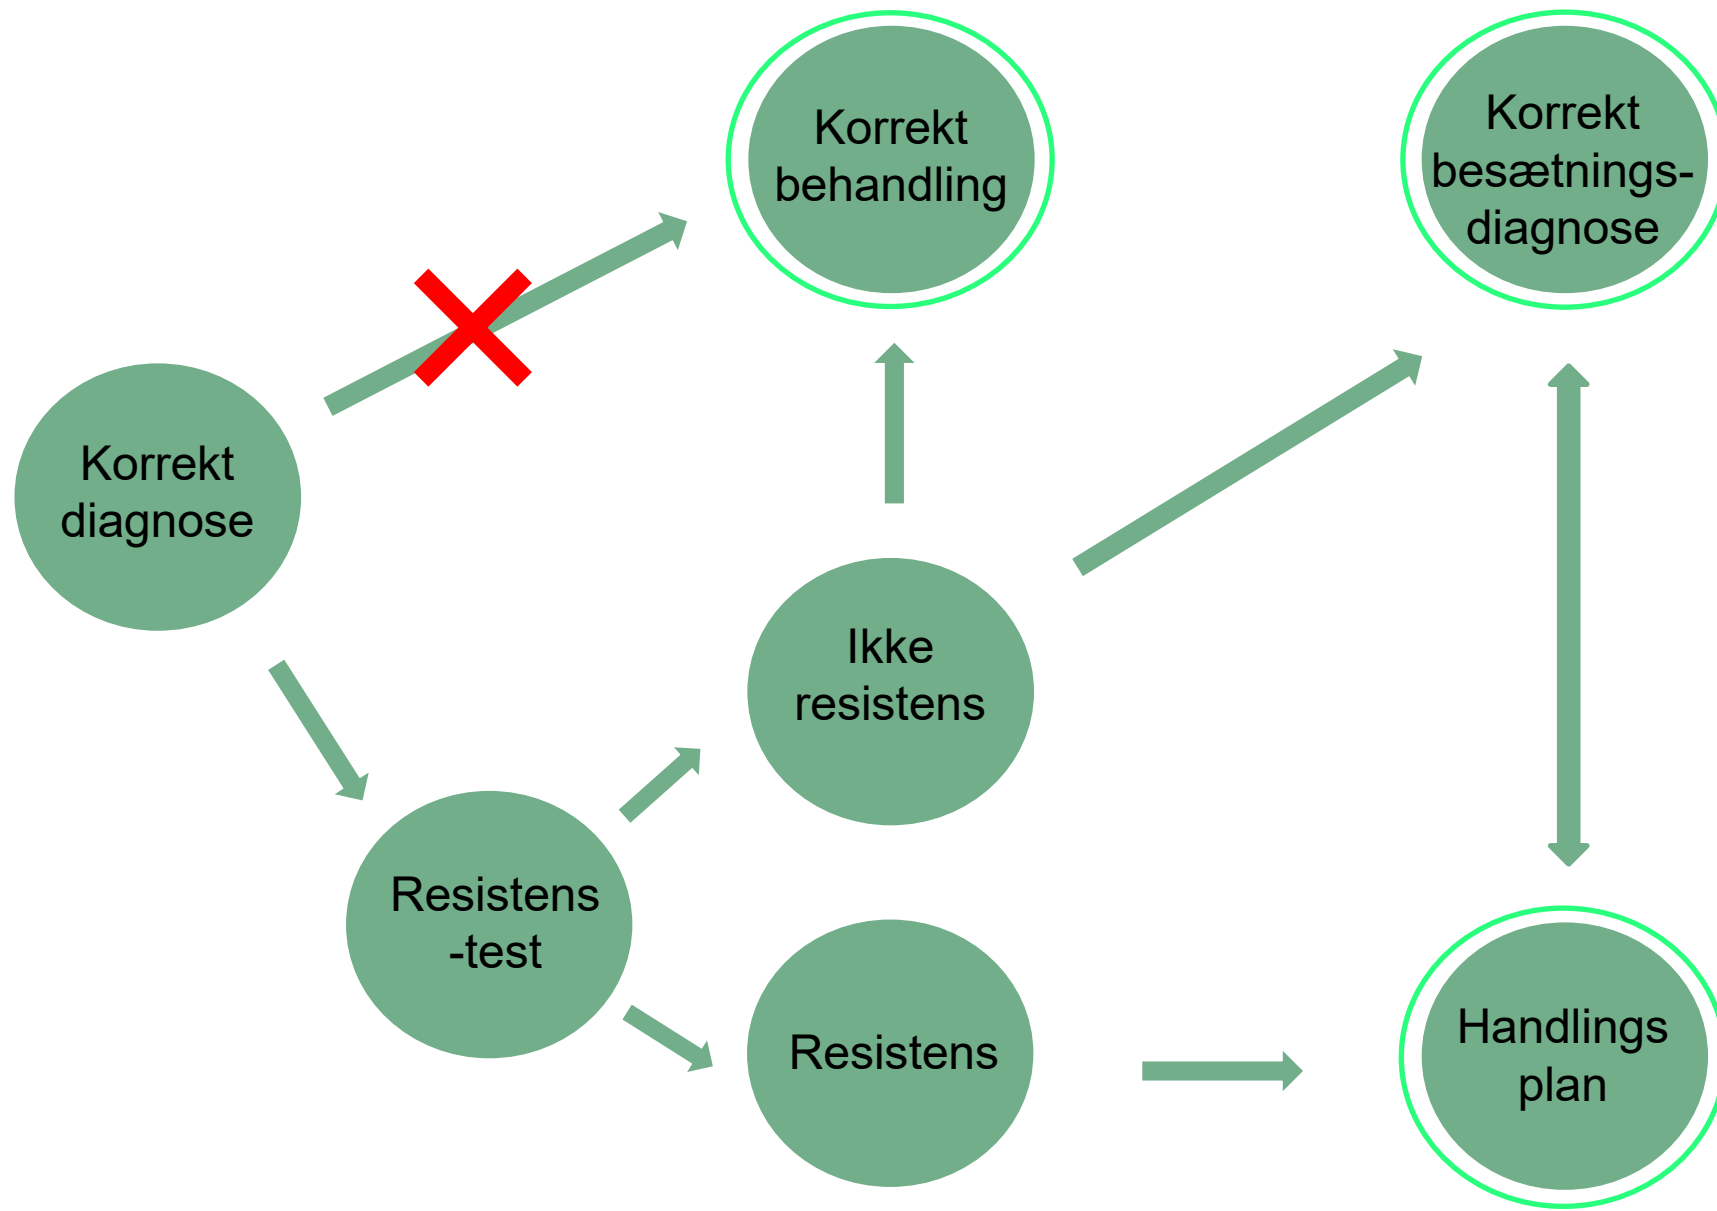 Korrekt
behandling
Korrekt
besætnings-
diagnose
Korrekt
diagnose
Ikke
resistens
Resistens
-test
Resistens
Handlings
plan